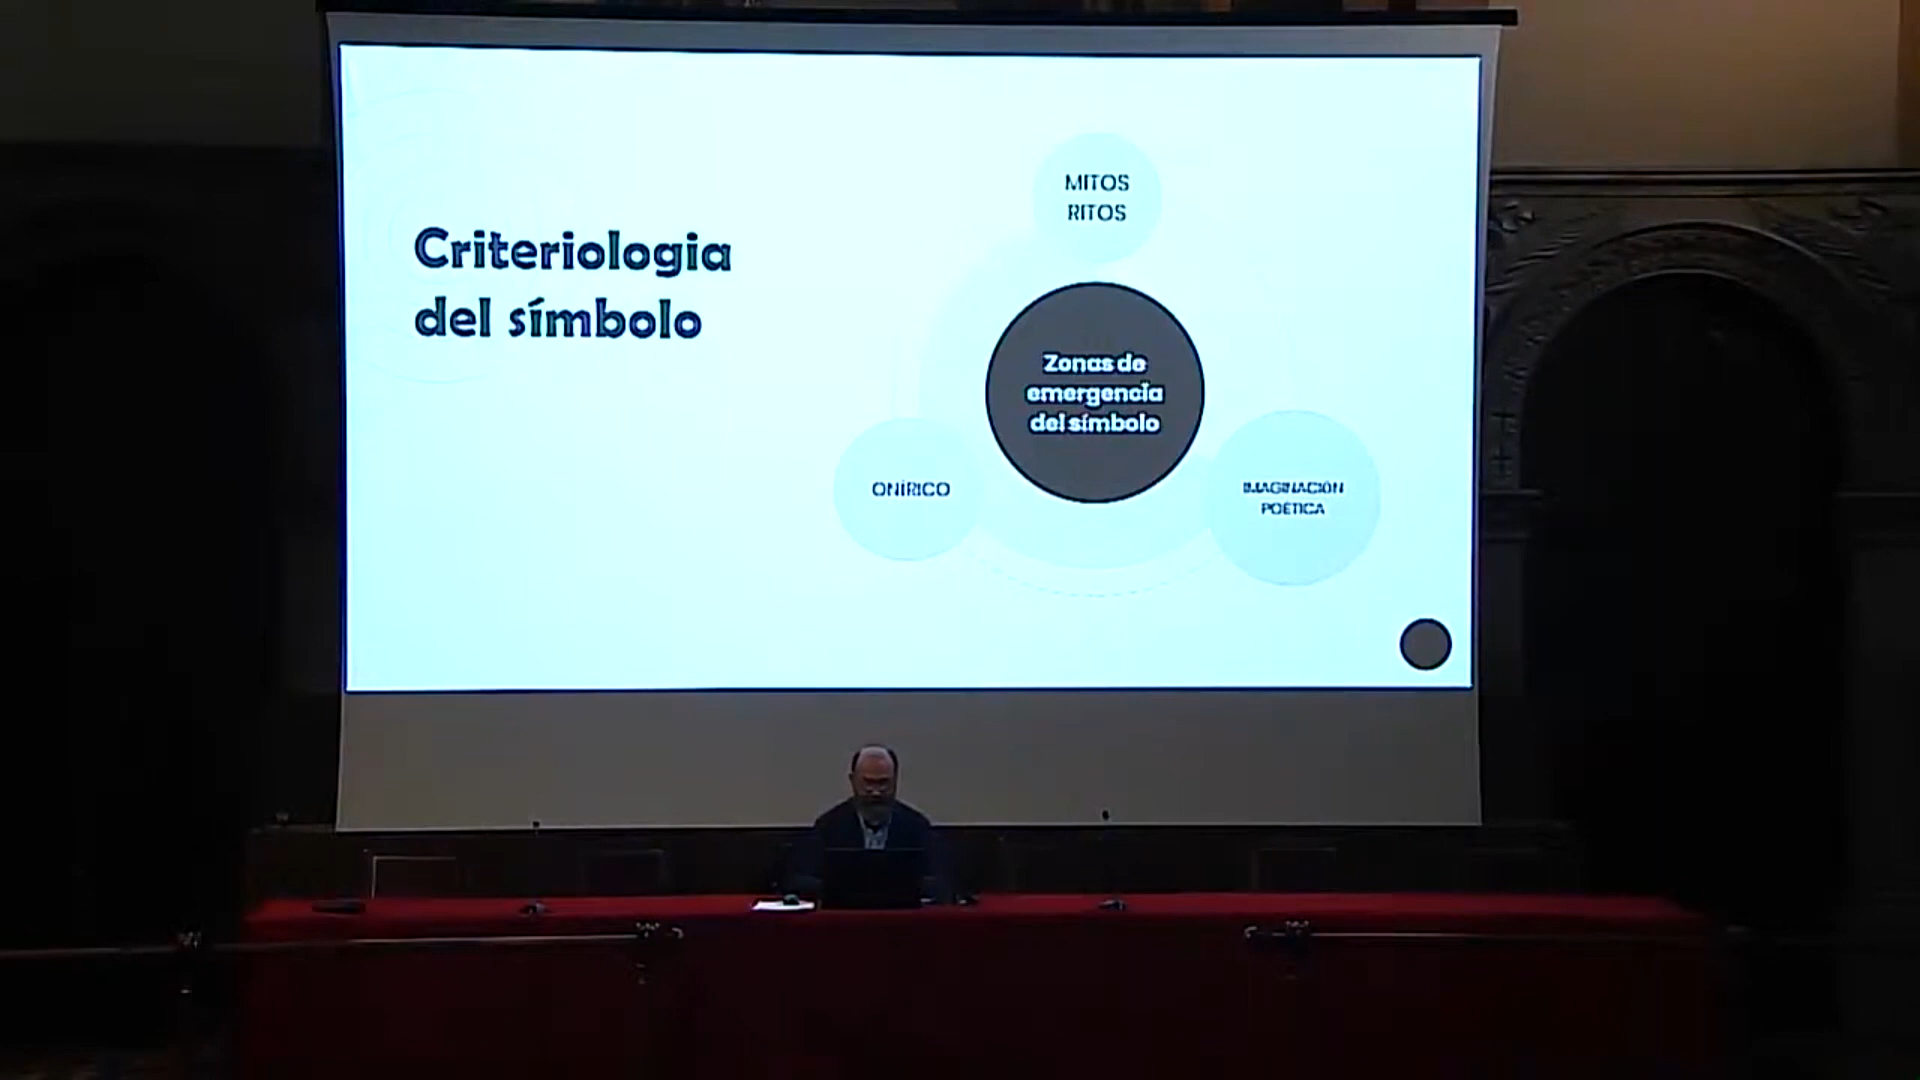 Criteriologia
del símbolo
MITOS
RITOS
Zonas de
emergencia
del símbolo
ONÍRICO
IMAGINACIÓN
POÉTICA